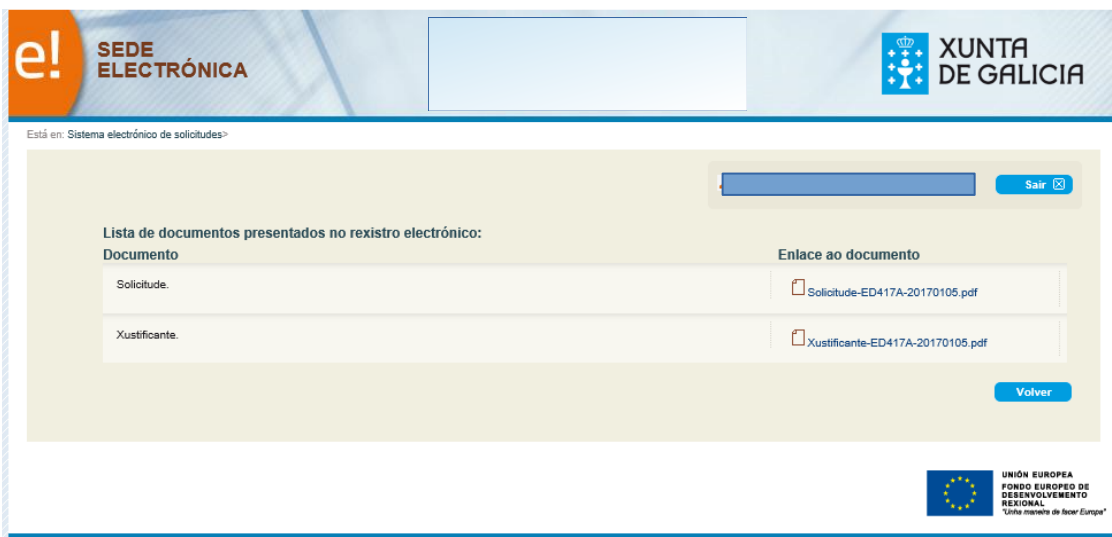 e!
SEDE
ELECTRÓNICA
XUNTA
DE GALICIA
Está en: Sistema electrónico de solicitudes>
Sair
Lista de documentos presentados no rexistro electrónico:
Documento Enlace ao documento
Solicitude. Solicitude-ED417A-20170105.pdf
Xustificante. Xustificante-ED417A-20170105.pdf
Volver
UNIÓN EUROPEA
FONDO EUROPEO DE
DESENVOLVEMENTO
REXIONAL
"Unha maneira de facer Europa"